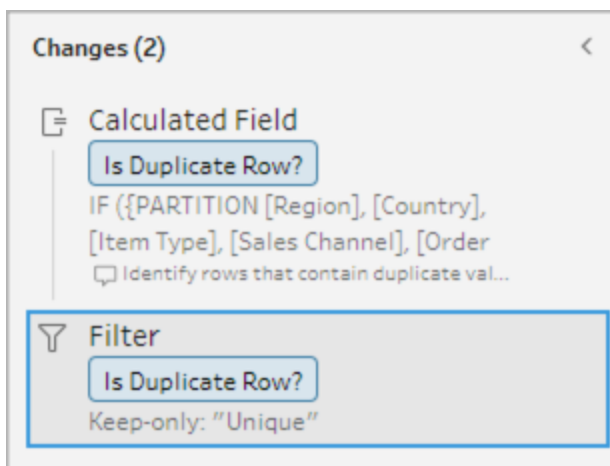 Changes (2)
Calculated Field
Is Duplicate Row?
IF ({PARTITION [Region], [Country],
[Item Type], [Sales Channel], [Order
Identify rows that contain duplicate val...
Filter
Is Duplicate Row?
Keep-only: "Unique"